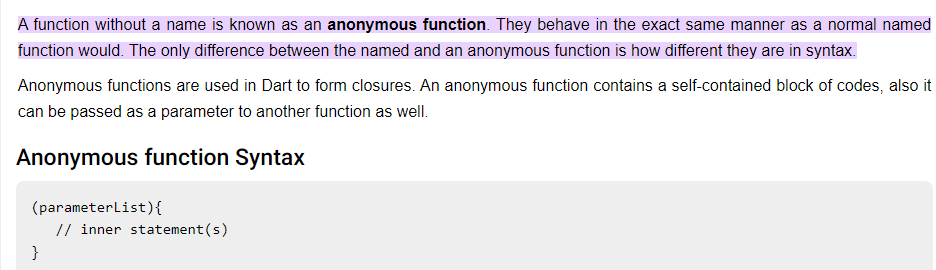 A function without a name is known as an anonymous function. They behave in the exact same manner as a normal named
function would. The only difference between the named and an anonymous function is how different they are in syntax.
Anonymous functions are used in Dart to form closures. An anonymous function contains a self-contained block of codes, also it
can be passed as a parameter to another function as well.
Anonymous function Syntax
(parameterList){
   // inner statement(s)
}